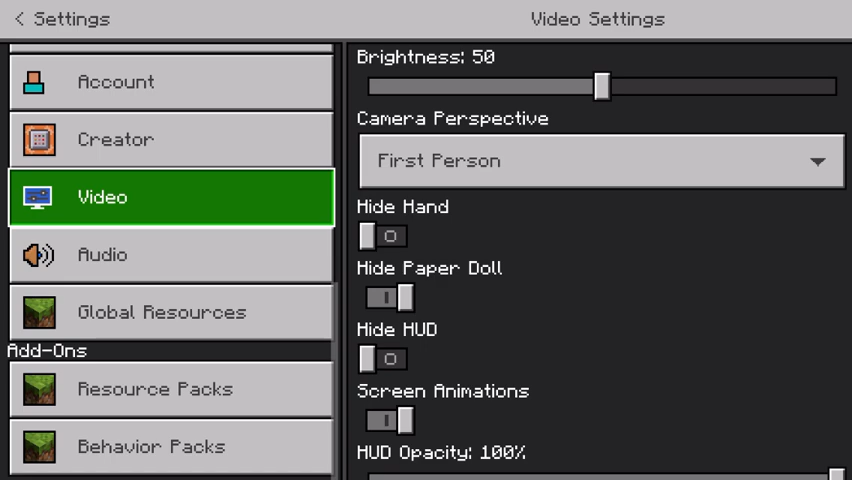 < Settings
Video Settings
Account
Creator
Video
Audio
Global Resources
Add-Ons
Resource Packs
Behavior Packs
Brightness: 50
Camera Perspective
First Person
Hide Hand
Hide Paper Doll
Hide HUD
Screen Animations
HUD Opacity: 100%